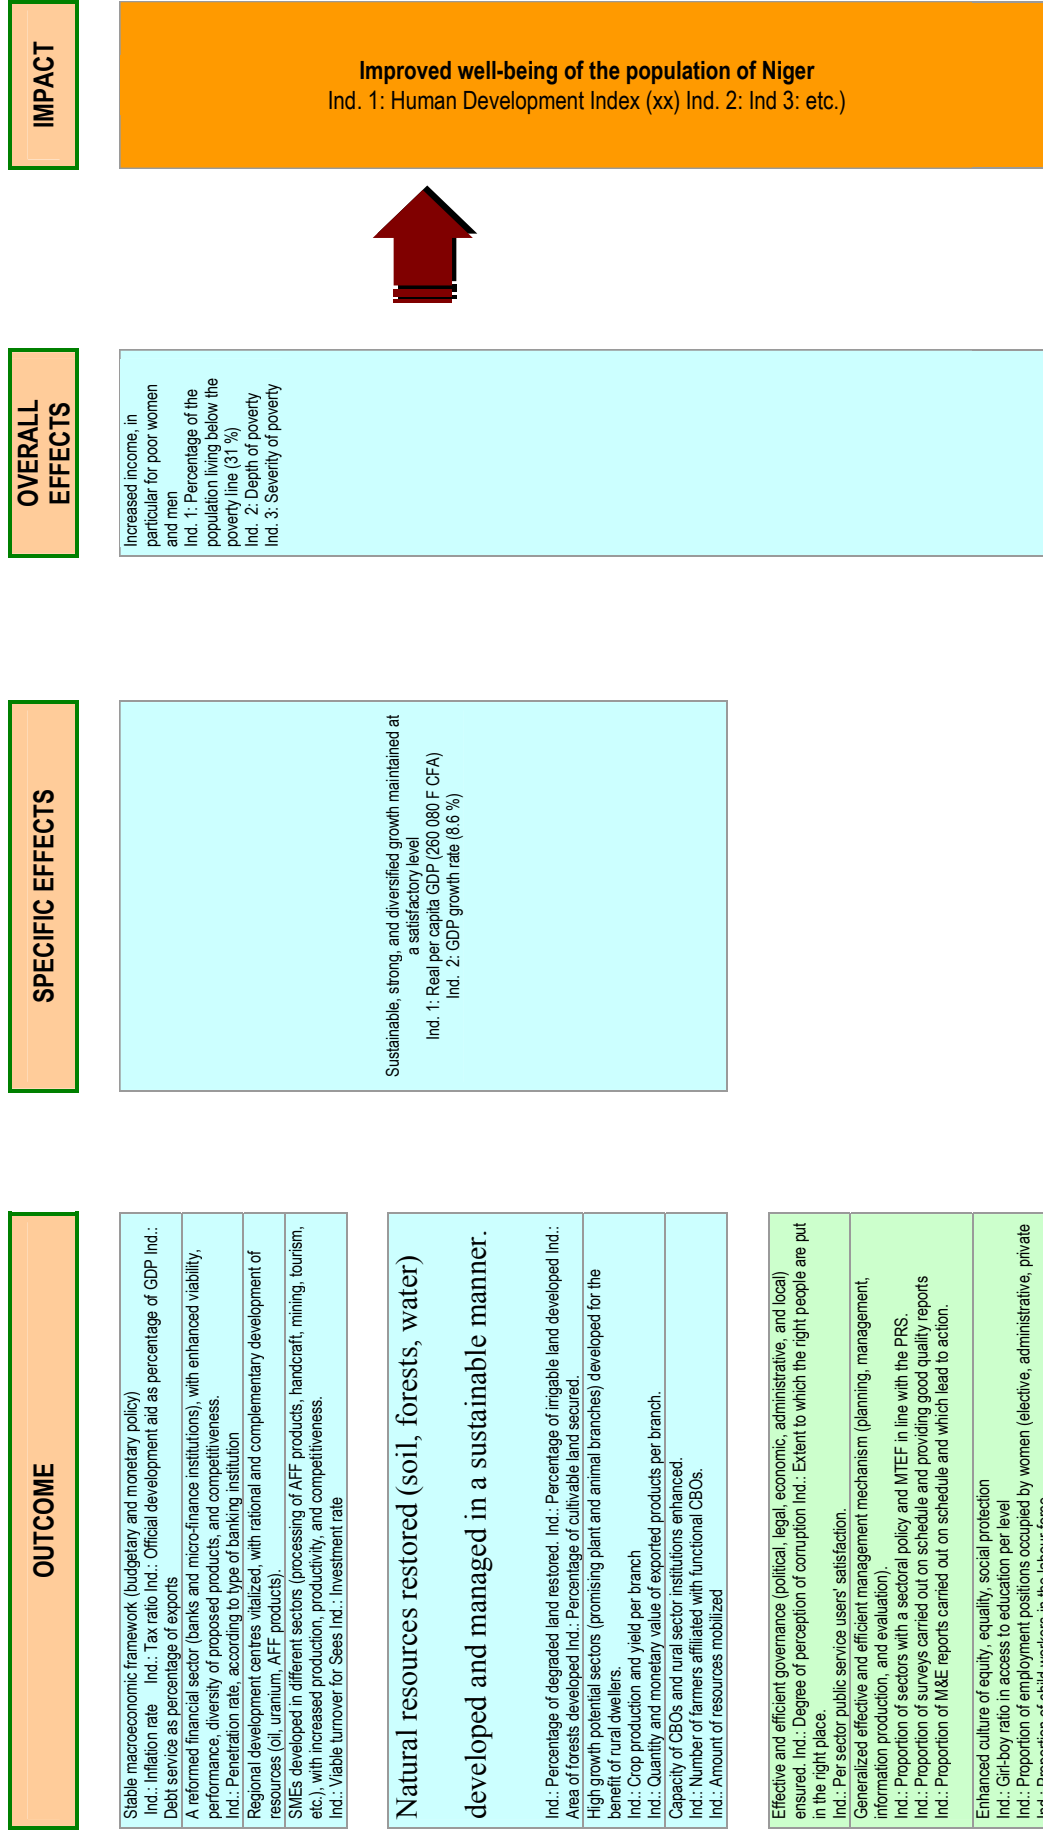 IMPACT
Improved well-being of the population of Niger
Ind. 1: Human Development Index (xx) Ind. 2: Ind 3: etc.)
OVERALL
EFFECTS
Increased income, in
particular for poor women
and men
Ind. 1: Percentage of the
population living below the
poverty line (31 %)
Ind. 2: Depth of poverty
Ind. 3: Severity of poverty
SPECIFIC EFFECTS
Sustainable, strong, and diversified growth maintained at
a satisfactory level
Ind. 1: Real per capita GDP (260 080 F CFA)
Ind. 2: GDP growth rate (8.6 %)
OUTCOME
Stable macroeconomic framework (budgetary and monetary policy)
Ind.: Inflation rate Ind.: Tax ratio Ind.: Official development aid as percentage of GDP Ind.:
Debt service as percentage of exports
A reformed financial sector (banks and micro-finance institutions), with enhanced viability,
performance, diversity of proposed products, and competitiveness.
Ind.: Penetration rate, according to type of banking institution
Regional development centres vitalized, with rational and complementary development of
resources (oil, uranium, AFF products).
SMEs developed in different sectors (processing of AFF products, handcraft, mining, tourism,
etc.), with increased production, productivity, and competitiveness.
Ind.: Viable turnover for Sees Ind.: Investment rate
Natural resources restored (soil, forests, water)
developed and managed in a sustainable manner.
Ind.: Percentage of degraded land restored. Ind.: Percentage of irrigable land developed Ind.:
Area of forests developed Ind.: Percentage of cultivable land secured.
High growth potential sectors (promising plant and animal branches) developed for the
benefit of rural dwellers.
Ind.: Crop production and yield per branch
Ind.: Quantity and monetary value of exported products per branch.
Capacity of CBOs and rural sector institutions enhanced.
Ind.: Number of farmers affiliated with functional CBOs.
Ind.: Amount of resources mobilized
Effective and efficient governance (political, legal, economic, administrative, and local)
ensured. Ind.: Degree of perception of corruption Ind.: Extent to which the right people are put
in the right place.
Ind.: Per sector public service users' satisfaction.
Generalized effective and efficient management mechanism (planning, management,
information production, and evaluation).
Ind.: Proportion of sectors with a sectoral policy and MTEF in line with the PRS.
Ind.: Proportion of surveys carried out on schedule and providing good quality reports
Ind.: Proportion of M&E reports carried out on schedule and which lead to action.
Enhanced culture of equity, equality, social protection
Ind.: Girl-boy ratio in access to education per level
Ind.: Proportion of employment positions occupied by women (elective, administrative, private
Ind.: Proportion of child workers in the labour force